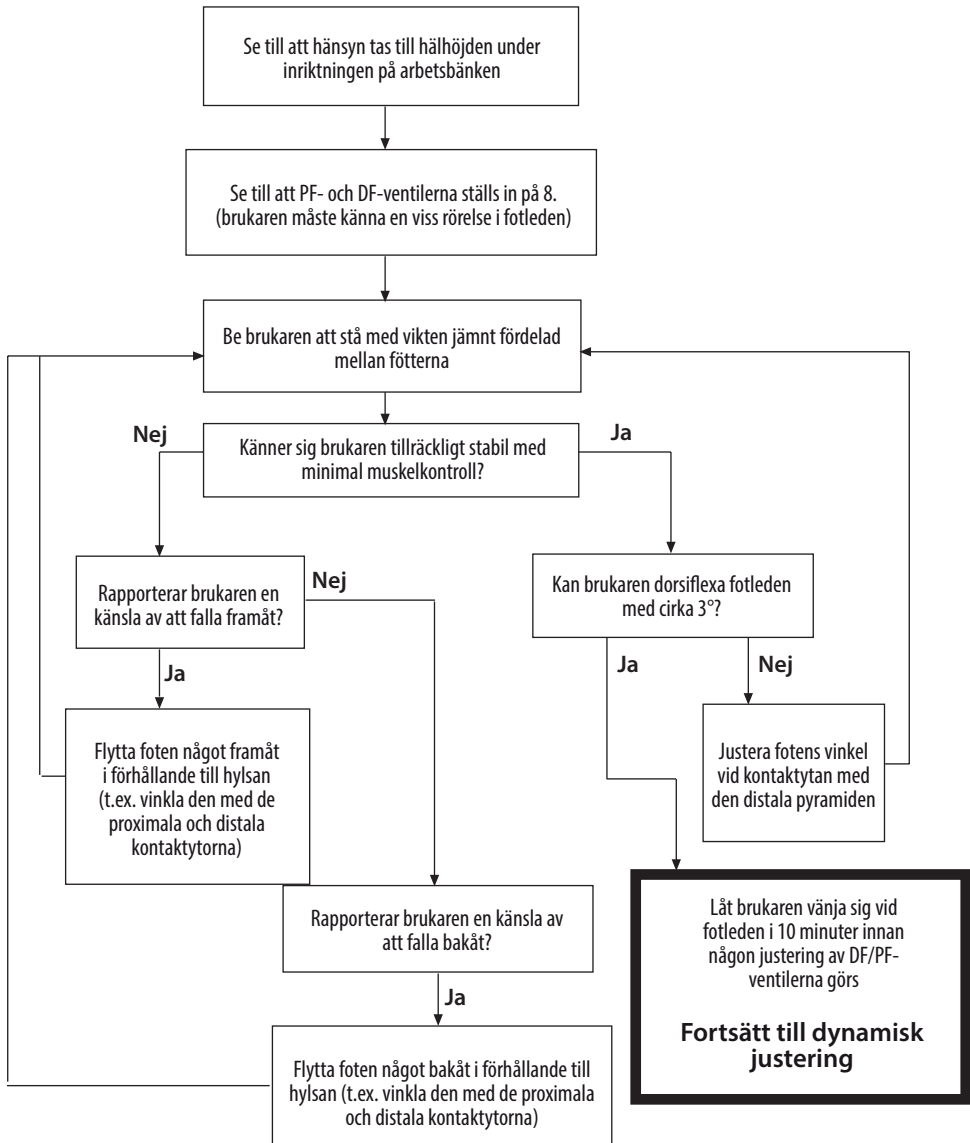 Se till att hänsyn tas till hälhöjden under
inriktningen på arbetsbänken
Se till att PF- och DF-ventilerna ställs in på 8.
(brukaren måste känna en viss rörelse i fotleden)
Be brukaren att stå med vikten jämnt fördelad
mellan fötterna
Nej
Känner sig brukaren tillräckligt stabil med
minimal muskelkontroll?
Ja
Rapporterar brukaren en
känsla av att falla framåt?
Nej
Ja
Kan brukaren dorsiflexa fotleden
med cirka 3°?
Ja
Nej
Flytta foten något framåt
i förhållande till hylsan
(t.ex. vinkla den med de
proximala och distala
kontaktytorna)
Justera fotens vinkel
vid kontaktytan med
den distala pyramiden
Rapporterar brukaren en känsla av
att falla bakåt?
Ja
Låt brukaren vänja sig vid
fotleden i 10 minuter innan
någon justering av DF/PF-
ventilerna görs
Fortsätt till dynamisk
justering
Flytta foten något bakåt i förhållande till
hylsan (t.ex. vinkla den med de proximala
och distala kontaktytorna)